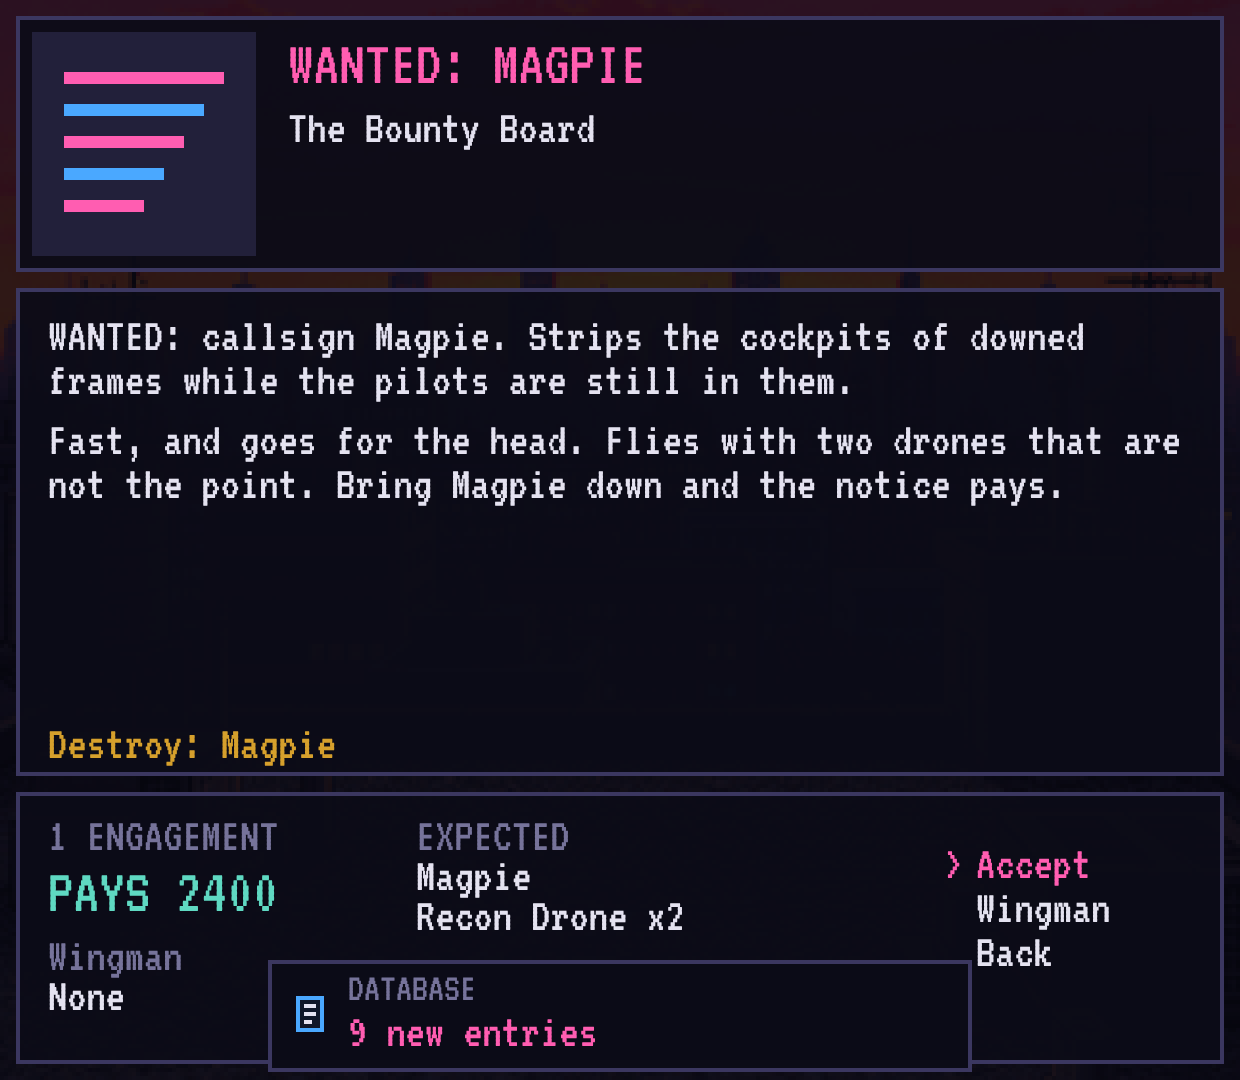 WANTED: MAGPIE
The Bounty Board
WANTED: callsign Magpie. Strips the cockpits of downed
frames while the pilots are still in them.
Fast, and goes for the head. Flies with two drones that are
not the point. Bring Magpie down and the notice pays.
Destroy: Magpie
1 ENGAGEMENT
PAYS 2400
Wingman
None
EXPECTED
Magpie
Recon Drone x2
> Accept
Wingman
Back
DATABASE
9 new entries